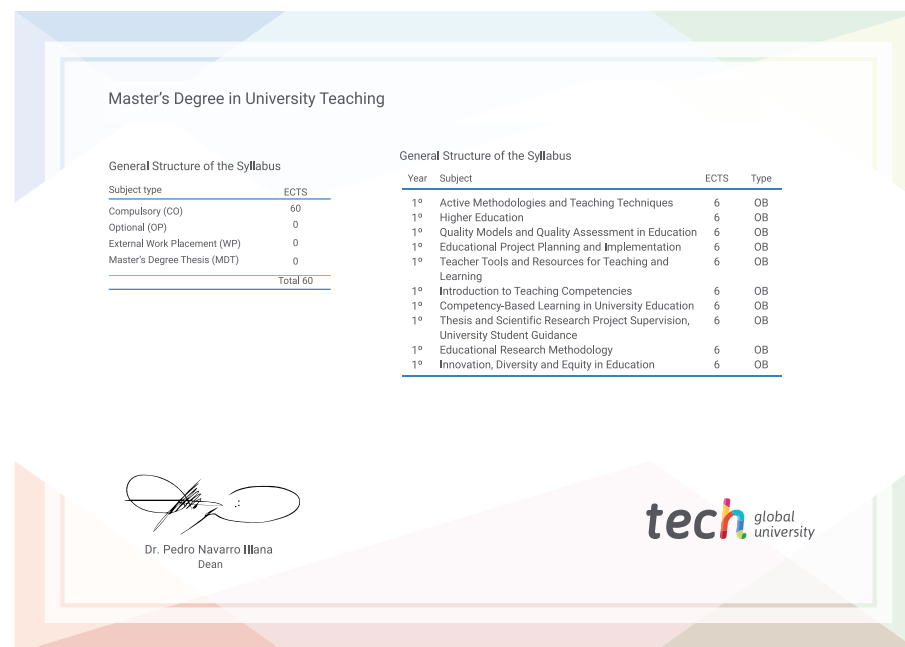 Master's Degree in University Teaching
General Structure of the Syllabus
Subject type ECTS
Compulsory (CO) 60
Optional (OP) 0
External Work Placement (WP) 0
Master's Degree Thesis (MDT) 0
Total 60
General Structure of the Syllabus
Year Subject ECTS Type
1º Active Methodologies and Teaching Techniques 6 OB
1º Higher Education 6 OB
1º Quality Models and Quality Assessment in Education 6 OB
1º Educational Project Planning and Implementation 6 OB
1º Teacher Tools and Resources for Teaching and 6 OB
Learning
1º Introduction to Teaching Competencies 6 OB
1º Competency-Based Learning in University Education 6 OB
1º Thesis and Scientific Research Project Supervision, 6 OB
University Student Guidance
1º Educational Research Methodology 6 OB
1º Innovation, Diversity and Equity in Education 6 OB
Dr. Pedro Navarro Illana
Dean
tech global
university